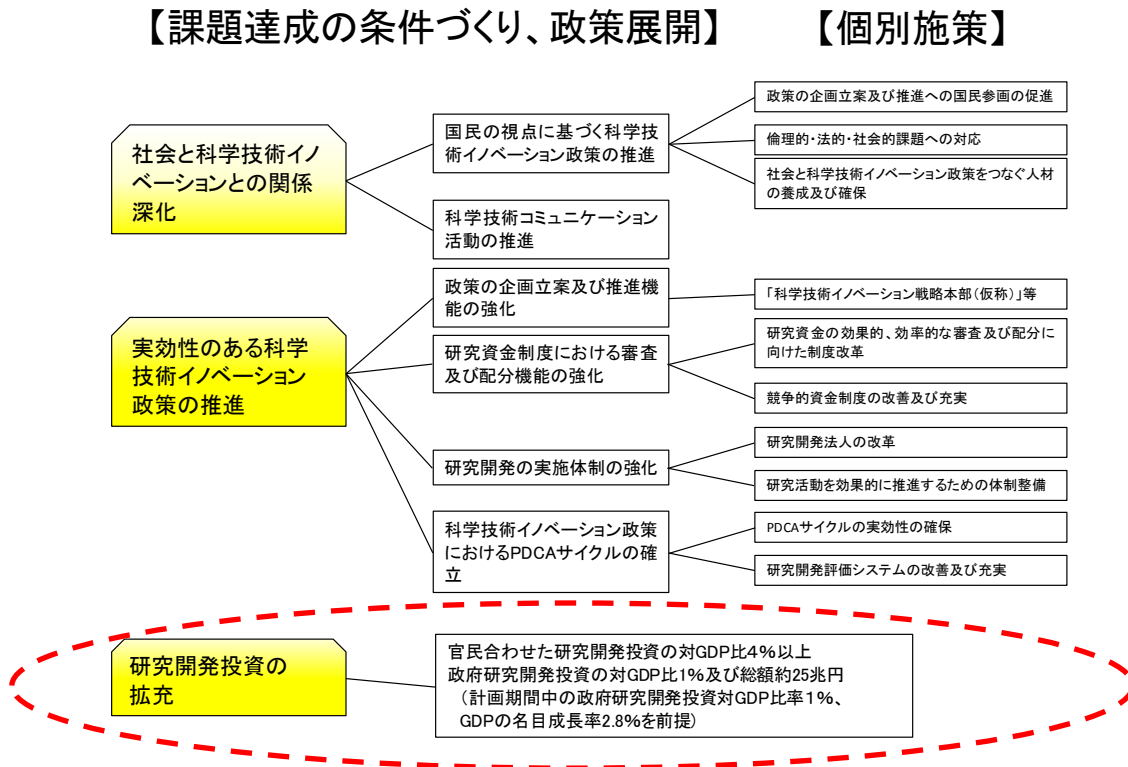 【課題達成の条件づくり、政策展開】
【個別施策】
社会と科学技術イノ
ベーションとの関係
深化
国民の視点に基づく科学技
術イノベーション政策の推進
政策の企画立案及び推進への国民参画の促進
倫理的・法的・社会的課題への対応
社会と科学技術イノベーション政策をつなぐ人材
の養成及び確保
科学技術コミュニケーション
活動の推進
実効性のある科学
技術イノベーション
政策の推進
政策の企画立案及び推進機
能の強化
「科学技術イノベーション戦略本部(仮称)」等
研究資金制度における審査
及び配分機能の強化
研究資金の効果的、効率的な審査及び配分に
向けた制度改革
競争的資金制度の改善及び充実
研究開発の実施体制の強化
研究開発法人の改革
研究活動を効果的に推進するための体制整備
科学技術イノベーション政策
におけるPDCAサイクルの確
立
PDCAサイクルの実効性の確保
研究開発評価システムの改善及び充実
研究開発投資の
拡充
官民合わせた研究開発投資の対GDP比4%以上
政府研究開発投資の対GDP比1%及び総額約25兆円
(計画期間中の政府研究開発投資対GDP比率1%、
GDPの名目成長率2.8%を前提)